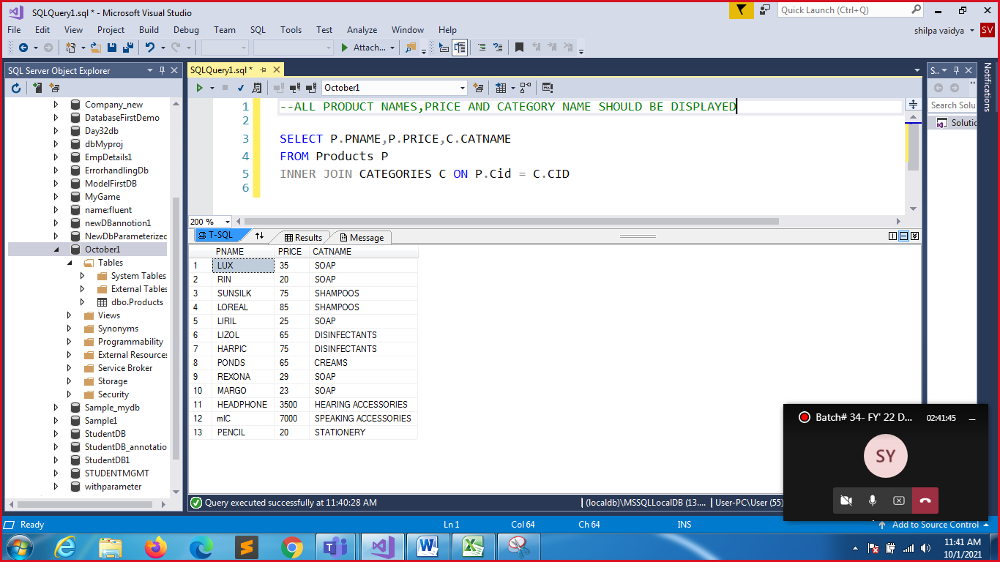 SQLQuery1.sql * - Microsoft Visual Studio
Quick Launch (Ctrl+Q)
File Edit View Project Build Debug Team SQL Tools Test Analyze Window Help
shilpa vaidya SV
Attach...
SQL Server Object Explorer
SQLQuery1.sql *
S..
Notifications
October1
Search Solu
Solutic
Company_new
DatabaseFirstDemo
Day32db
dbMyproj
EmpDetails1
ErrorhandlingDb
ModelFirstDB
MyGame
name:fluent
newDBannotion1
NewDbParameterized
October1
Tables
System Tables
External Tables
dbo.Products
Views
Synonyms
Programmability
External Resources
Service Broker
Storage
Security
Sample_mydb
Sample1
StudentDB
StudentDB_annotatio
StudentDB1
STUDENTMGMT
withparameter
1 --ALL PRODUCT NAMES,PRICE AND CATEGORY NAME SHOULD BE DISPLAYED
2
3 SELECT P.PNAME,P.PRICE,C.CATNAME
4 FROM Products P
5 INNER JOIN CATEGORIES C ON P.Cid = C.CID
6
200 %
T-SQL Results Message
PNAME PRICE CATNAME
1 LUX 35 SOAP
2 RIN 20 SOAP
3 SUNSILK 75 SHAMPOOS
4 LOREAL 85 SHAMPOOS
5 LIRIL 25 SOAP
6 LIZOL 65 DISINFECTANTS
7 HARPIC 75 DISINFECTANTS
8 PONDS 65 CREAMS
9 REXONA 29 SOAP
10 MARGO 23 SOAP
11 HEADPHONE 3500 HEARING ACCESSORIES
12 mIC 7000 SPEAKING ACCESSORIES
13 PENCIL 20 STATIONERY
Batch# 34- FY' 22 D... 02:41:45
SY
Query executed successfully at 11:40:28 AM
(localdb)\MSSQLLocalDB (13.... User-PC\User (55)
Ready Ln 1 Col 64 Ch 64 INS Add to Source Control
11:41 AM
10/1/2021